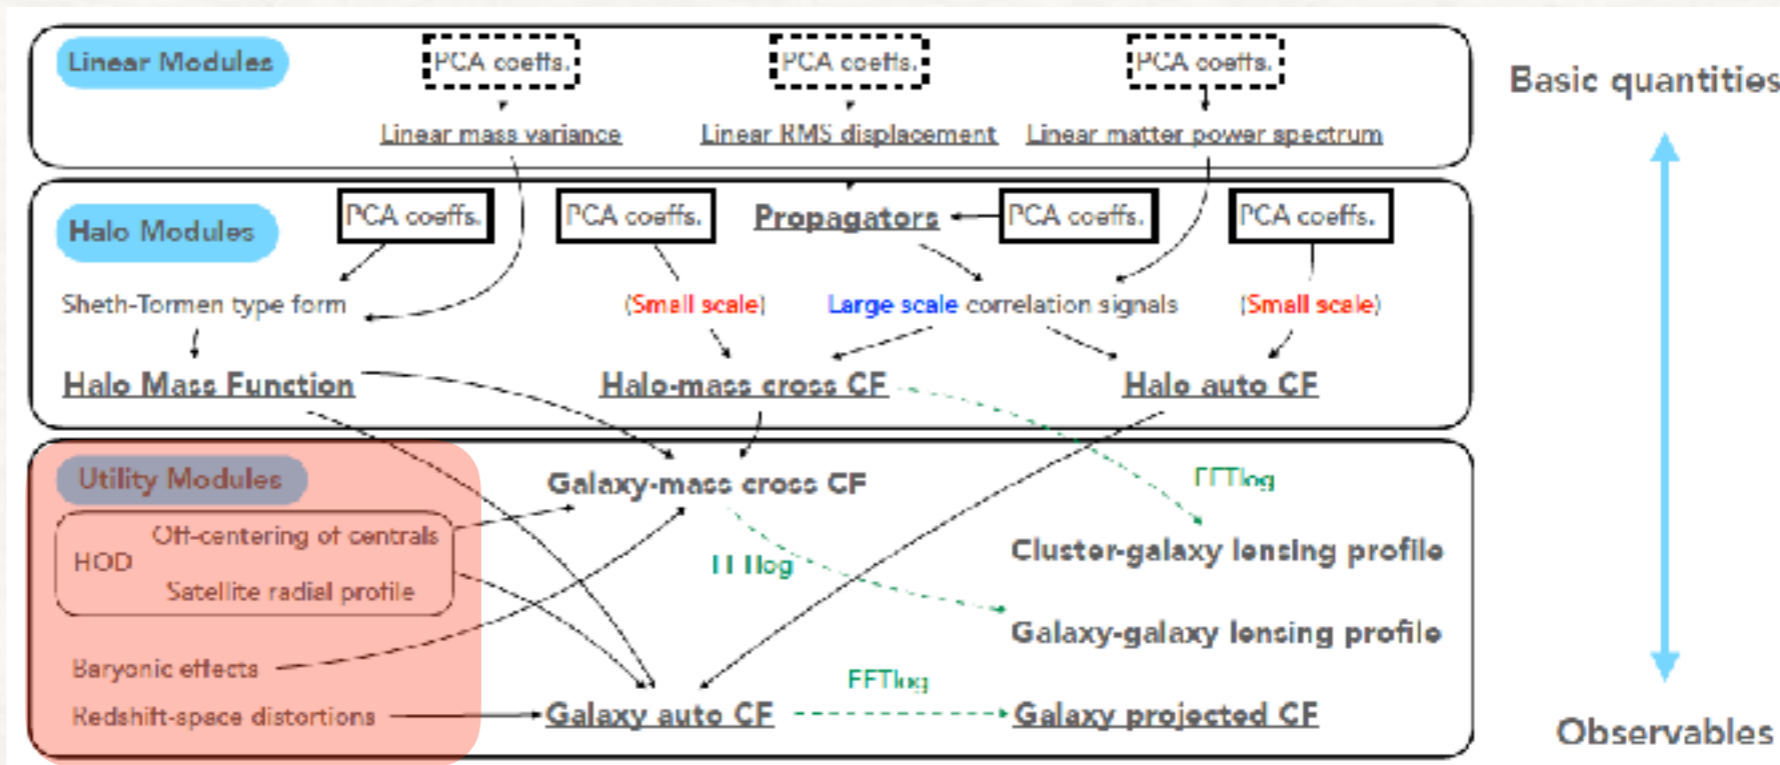 Linear Modules
PCA coeffs.
PCA coeffs.
PCA coeffs.
Basic quantities
Linear mass variance
Linear RMS displacement
Linear matter power spectrum
Halo Modules
PCA coeffs.
PCA coeffs.
Propagators
PCA coeffs.
PCA coeffs.
Sheth-Tormen type form
(Small scale)
Large scale correlation signals
(Small scale)
Halo Mass Function
Halo-mass cross CF
Halo auto CF
Utility Modules
Galaxy-mass cross CF
FFTlog
Off-centering of centrals
HOD
Satellite radial profile
FFTlog
Cluster-galaxy lensing profile
Galaxy-galaxy lensing profile
Baryonic effects
FFTlog
Redshift-space distortions
Galaxy auto CF
Galaxy projected CF
Observables